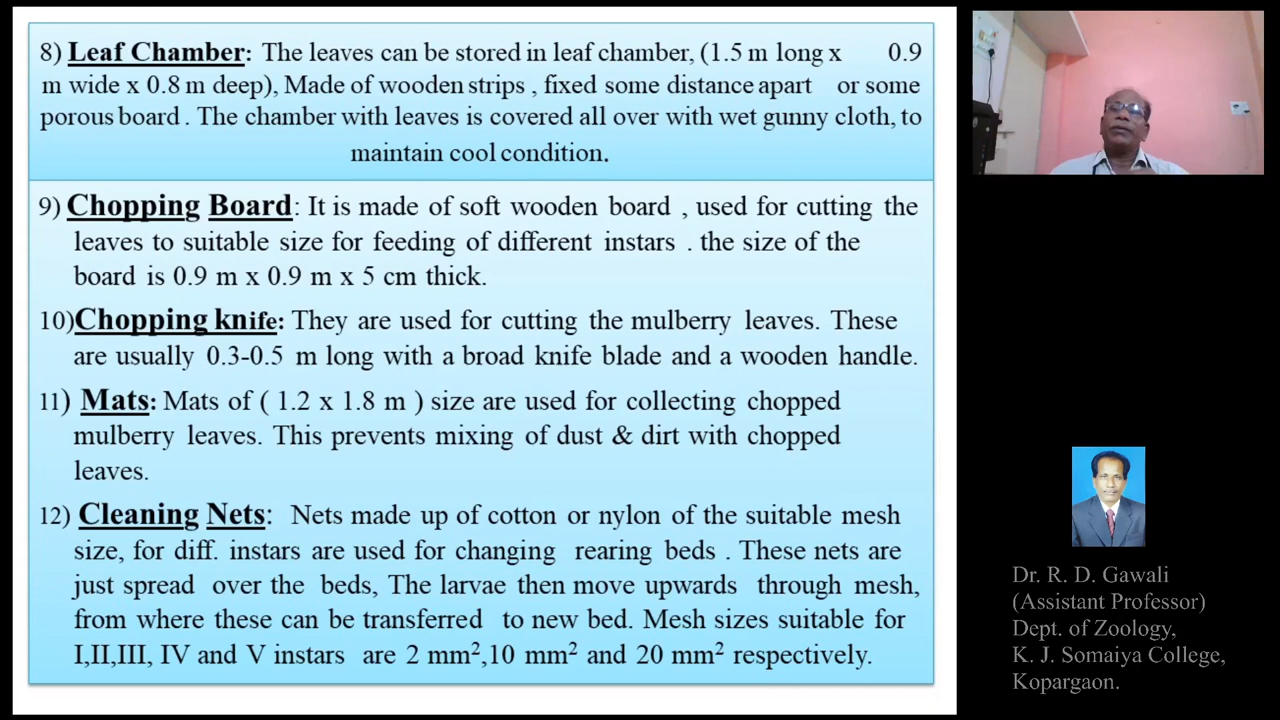 8) Leaf Chamber: The leaves can be stored in leaf chamber, (1.5 m long x 0.9
m wide x 0.8 m deep), Made of wooden strips , fixed some distance apart or some
porous board . The chamber with leaves is covered all over with wet gunny cloth, to
maintain cool condition.
9) Chopping Board: It is made of soft wooden board , used for cutting the
leaves to suitable size for feeding of different instars . the size of the
board is 0.9 m x 0.9 m x 5 cm thick.
10)Chopping knife: They are used for cutting the mulberry leaves. These
are usually 0.3-0.5 m long with a broad knife blade and a wooden handle.
11) Mats: Mats of ( 1.2 x 1.8 m ) size are used for collecting chopped
mulberry leaves. This prevents mixing of dust & dirt with chopped
leaves.
12) Cleaning Nets: Nets made up of cotton or nylon of the suitable mesh
size, for diff. instars are used for changing rearing beds . These nets are
just spread over the beds, The larvae then move upwards through mesh,
from where these can be transferred to new bed. Mesh sizes suitable for
I,II,III, IV and V instars are 2 mm²,10 mm² and 20 mm² respectively.
Dr. R. D. Gawali
(Assistant Professor)
Dept. of Zoology,
K. J. Somaiya College,
Kopargaon.